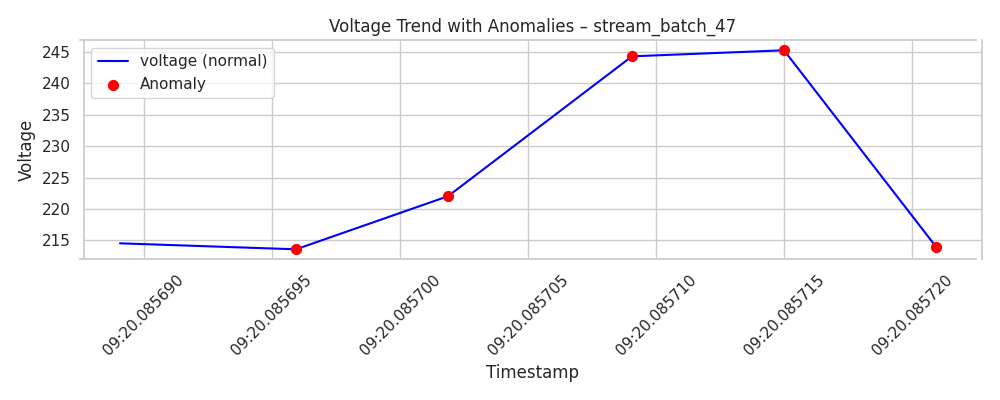 Voltage Trend with Anomalies – stream_batch_47
voltage (normal)
Anomaly
Voltage
245
240
235
230
225
220
215
09:20.085690
09:20.085695
09:20.085700
09:20.085705
09:20.085710
09:20.085715
09:20.085720
Timestamp